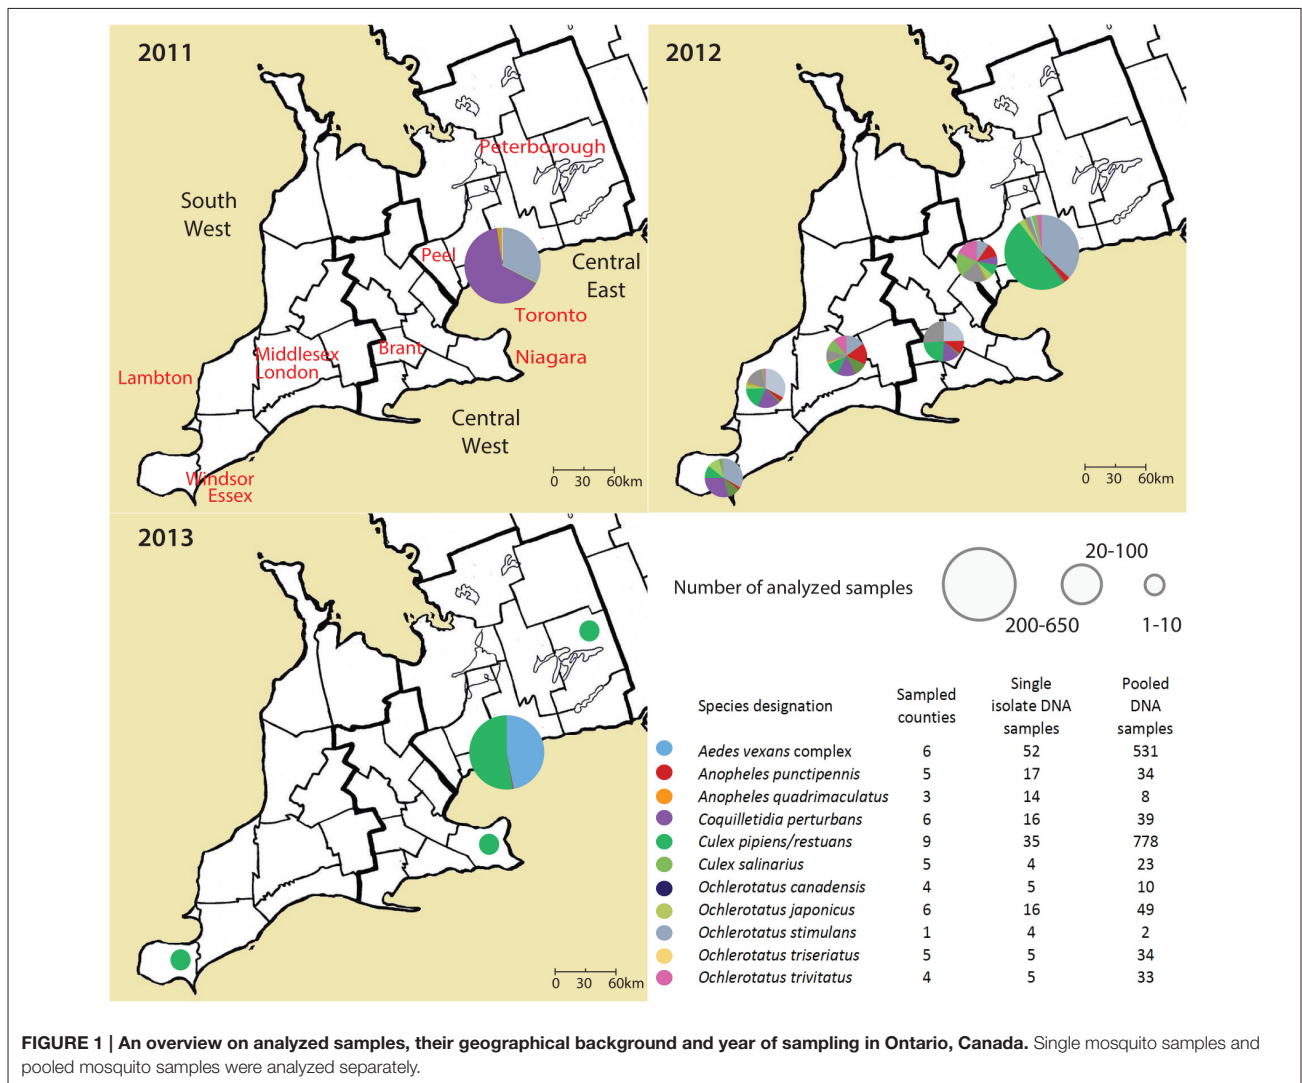 2011
Peterborough
South
West
Peel
Central
East
Toronto
Middlesex
London
Brant
Niagara
Lambton
Central
West
Windsor
Essex
0 30 60km
2012
0 30 60km
2013
0 30 60km
Number of analyzed samples
20-100
200-650
1-10
Species designation Sampled counties Single isolate DNA samples Pooled DNA samples
Aedes vexans complex 6 52 531
Anopheles punctipennis 5 17 34
Anopheles quadrimaculatus 3 14 8
Coquilletidia perturbans 6 16 39
Culex pipiens/restuans 9 35 778
Culex salinarius 5 4 23
Ochlerotatus canadensis 4 5 10
Ochlerotatus japonicus 6 16 49
Ochlerotatus stimulans 1 4 2
Ochlerotatus triseriatus 5 5 34
Ochlerotatus trivitatus 4 5 33
FIGURE 1 | An overview on analyzed samples, their geographical background and year of sampling in Ontario, Canada. Single mosquito samples and
pooled mosquito samples were analyzed separately.